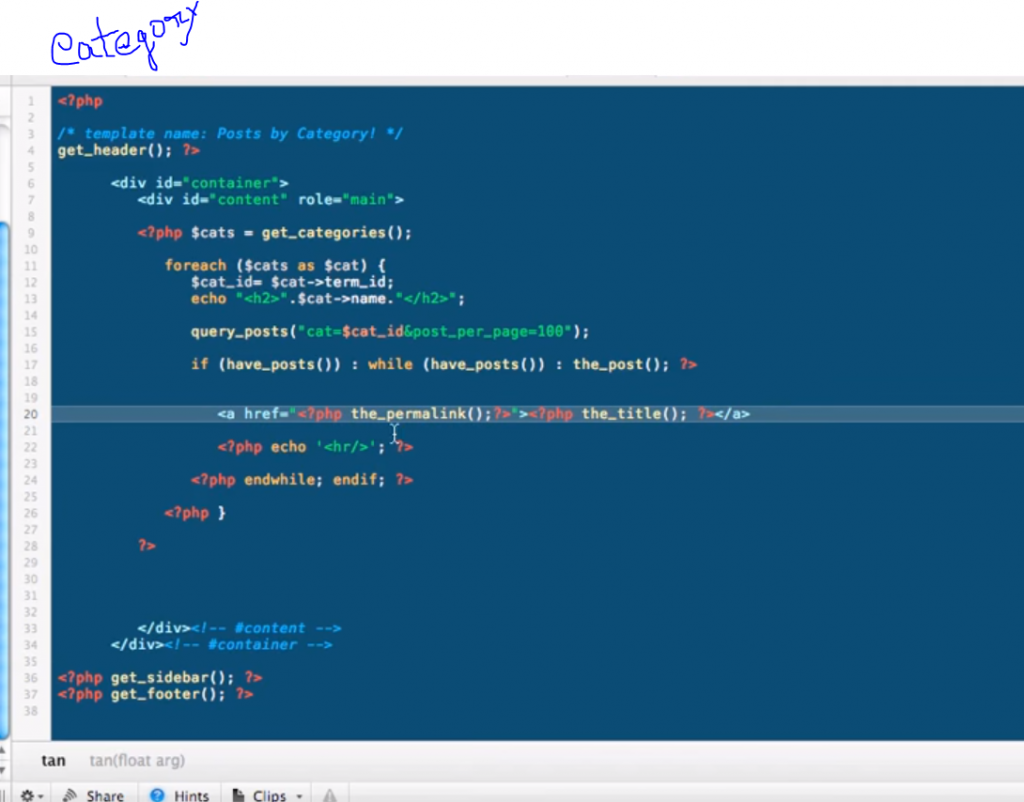 Category
1 <?php
2
3 /* template name: Posts by Category! */
4 get_header(); ?>
5
6 <div id="container">
7 <div id="content" role="main">
8
9 <?php $cats = get_categories();
10
11 foreach ($cats as $cat) {
12 $cat_id= $cat->term_id;
13 echo "<h2>".$cat->name."</h2>";
14
15 query_posts("cat=$cat_id&post_per_page=100");
16
17 if (have_posts()) : while (have_posts()) : the_post(); ?>
18
19
20 <a href="<?php the_permalink();?>"><?php the_title(); ?></a>
21
22 <?php echo '<hr/>'; ?>
23
24 <?php endwhile; endif; ?>
25
26 <?php }
27
28 ?>
29
30
31
32
33 </div><!-- #content -->
34 </div><!-- #container -->
35
36 <?php get_sidebar(); ?>
37 <?php get_footer(); ?>
38
tan tan(float arg)
Share ? Hints Clips